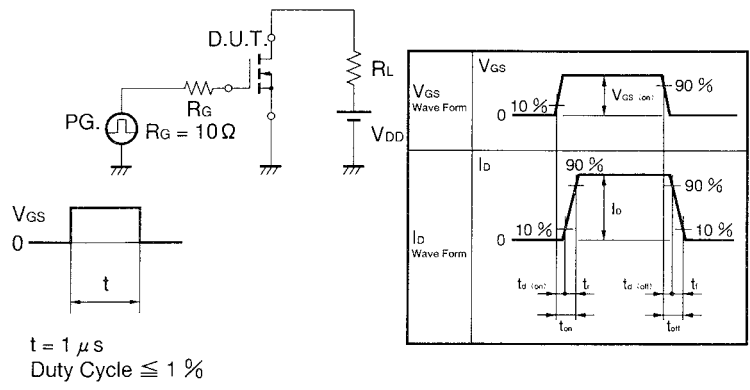 D.U.T.
RL
RG
PG.
RG = 10 Ω
VDD
VGS
0
t
t = 1 μ s
Duty Cycle ≦ 1 %
VGS
Wave Form
VGS
VGS (on)
10 %
90 %
0
ID
Wave Form
ID
90 %
90 %
ID
10 %
10 %
0
td (on)
tr
td (off)
tf
ton
toff